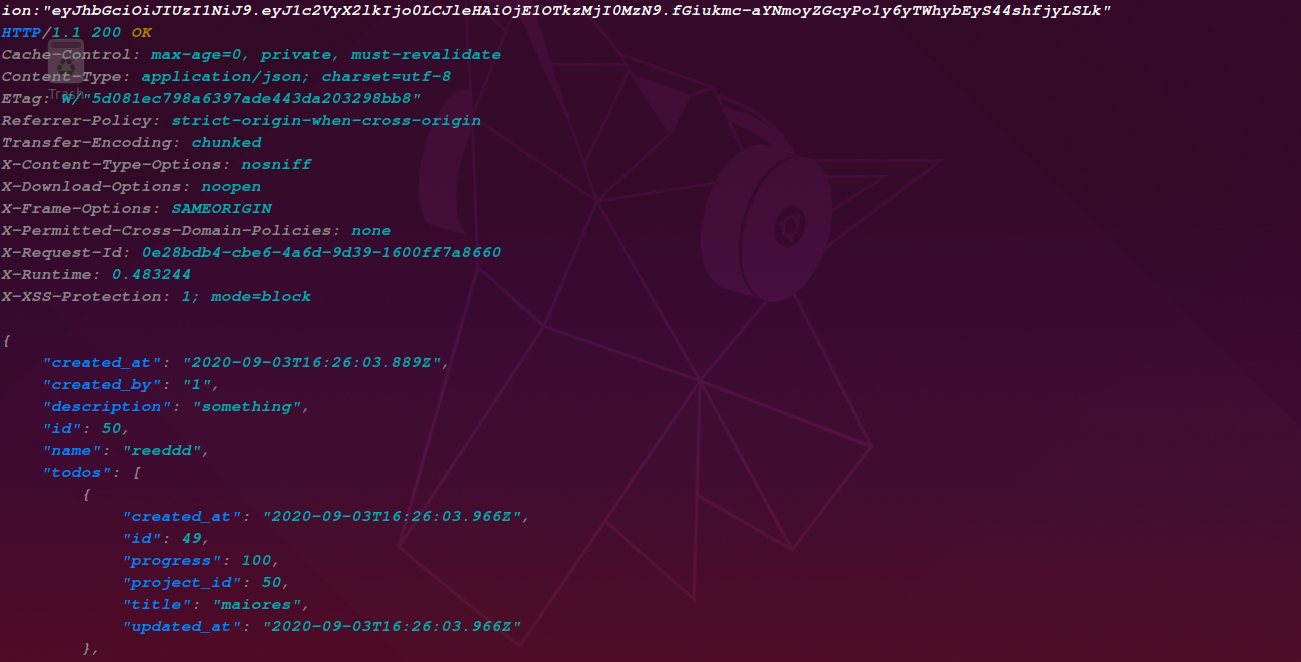 ion:"eyJhbGciOiJIUzI1NiJ9.eyJ1c2VyX2lkIjo0LCJleHAiOjE1OTkzMjI0MzN9.fGiukmc-aYNmoyZGcyPo1y6yTWhybEyS44shfjyLSLk"
HTTP/1.1 200 OK
Cache-Control: max-age=0, private, must-revalidate
Content-Type: application/json; charset=utf-8
ETag: W/"5d081ec798a6397ade443da203298bb8"
Trash
Referrer-Policy: strict-origin-when-cross-origin
Transfer-Encoding: chunked
X-Content-Type-Options: nosniff
X-Download-Options: noopen
X-Frame-Options: SAMEORIGIN
X-Permitted-Cross-Domain-Policies: none
X-Request-Id: 0e28bdb4-cbe6-4a6d-9d39-1600ff7a8660
X-Runtime: 0.483244
X-XSS-Protection: 1; mode=block
{
"created_at": "2020-09-03T16:26:03.889Z",
"created_by": "1",
"description": "something",
"id": 50,
"name": "reeddd",
"todos": [
{
"created_at": "2020-09-03T16:26:03.966Z",
"id": 49,
"progress": 100,
"project_id": 50,
"title": "maiores",
"updated_at": "2020-09-03T16:26:03.966Z"
},